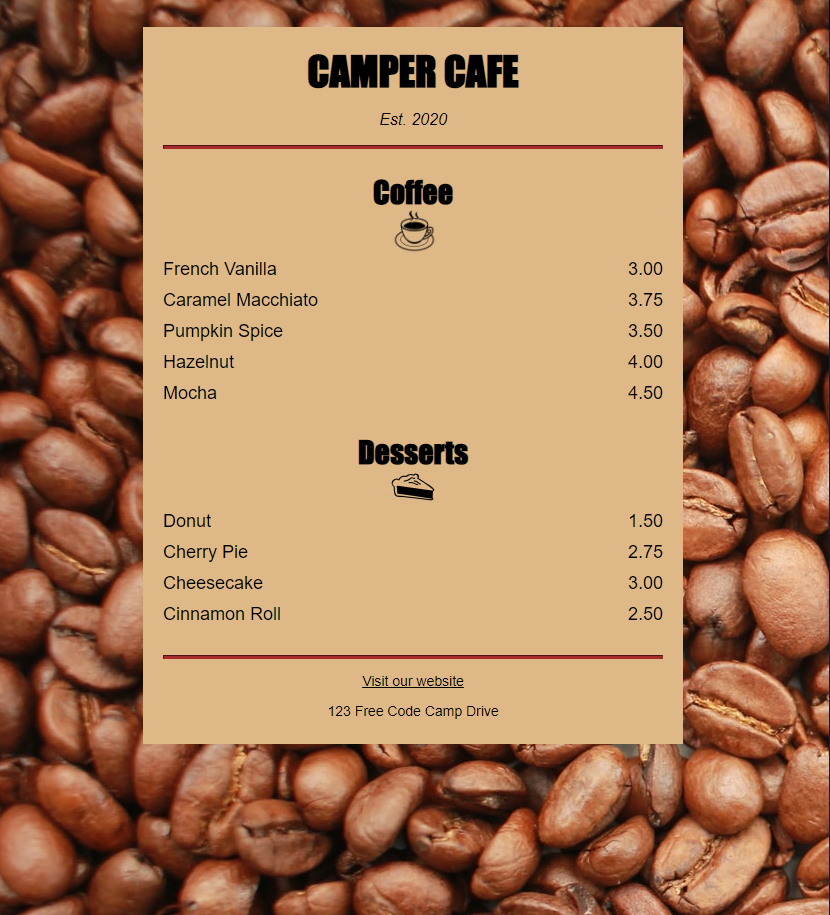 CAMPER CAFE
Est. 2020
Coffee
French Vanilla 3.00
Caramel Macchiato 3.75
Pumpkin Spice 3.50
Hazelnut 4.00
Mocha 4.50
Desserts
Donut 1.50
Cherry Pie 2.75
Cheesecake 3.00
Cinnamon Roll 2.50
Visit our website
123 Free Code Camp Drive